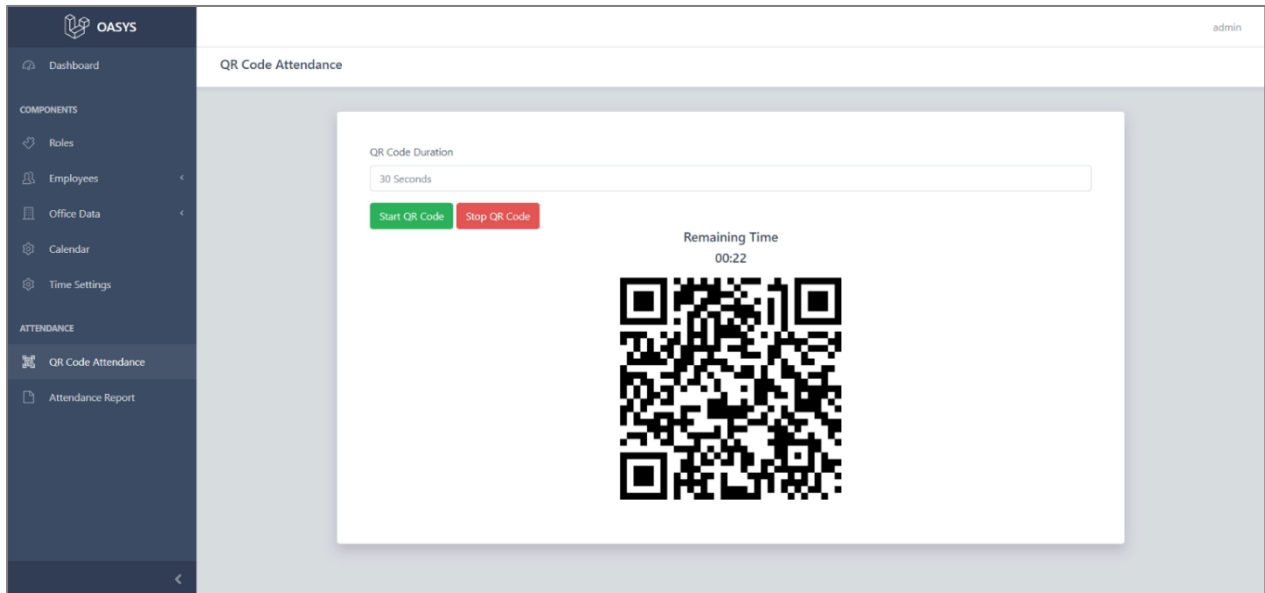 OASYS
admin
Dashboard
QR Code Attendance
COMPONENTS
Roles
Employees
Office Data
Calendar
Time Settings
ATTENDANCE
QR Code Attendance
Attendance Report
QR Code Duration
30 Seconds
Start QR Code Stop QR Code
Remaining Time
00:22